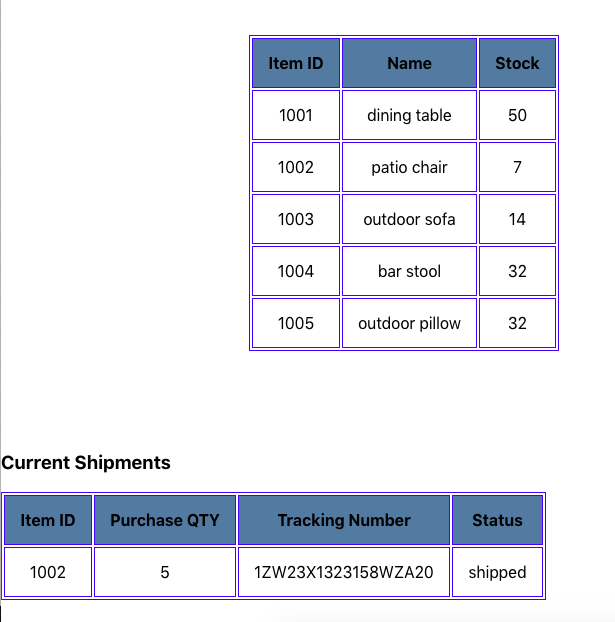 Item ID Name Stock
1001 dining table 50
1002 patio chair 7
1003 outdoor sofa 14
1004 bar stool 32
1005 outdoor pillow 32
Current Shipments
Item ID Purchase QTY Tracking Number Status
1002 5 1ZW23X1323158WZA20 shipped